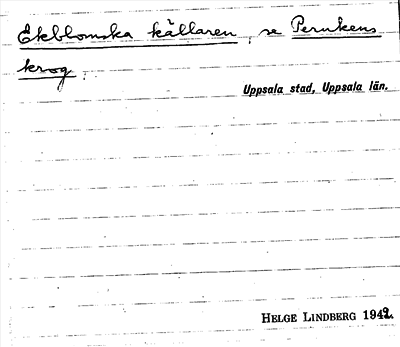 Ekblomska källaren, se Perukens
krog.
Uppsala stad, Uppsala län.
HELGE LINDBERG 1942.